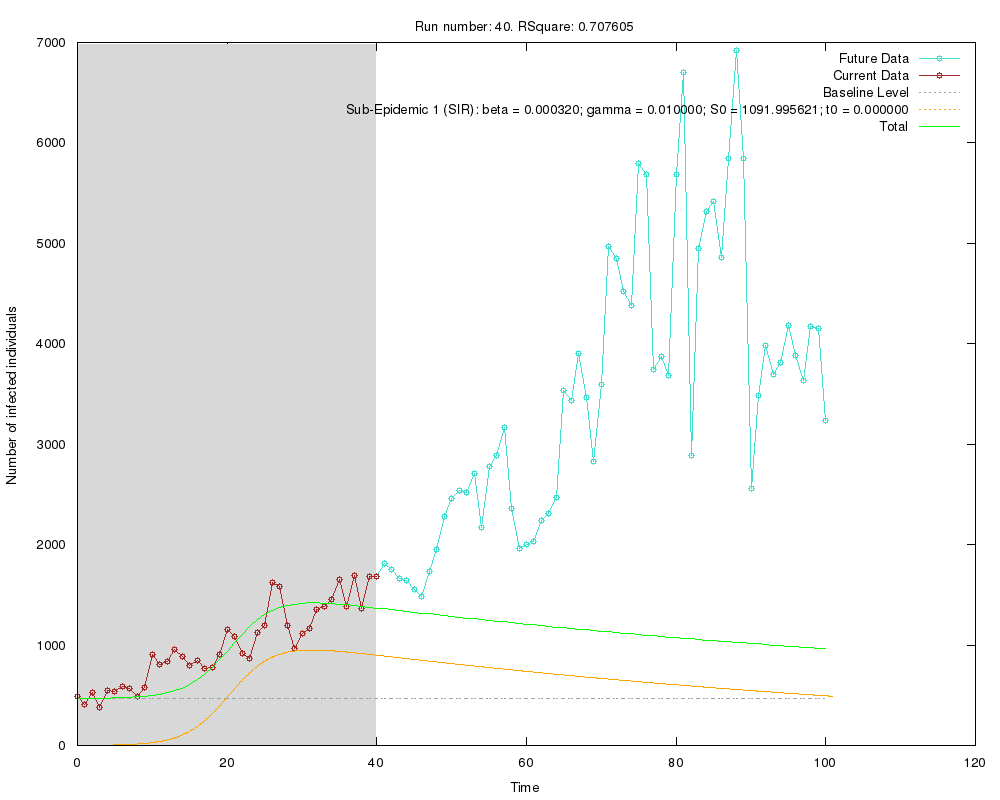 Run number: 40. RSquare: 0.707605
7000
6000
5000
4000
3000
2000
1000
0
Number of infected individuals
Future Data
Current Data
Baseline Level
Sub-Epidemic 1 (SIR): beta = 0.000320; gamma = 0.010000; S0 = 1091.995621; t0 = 0.000000
Total
0 20 40 60 80 100 120
Time